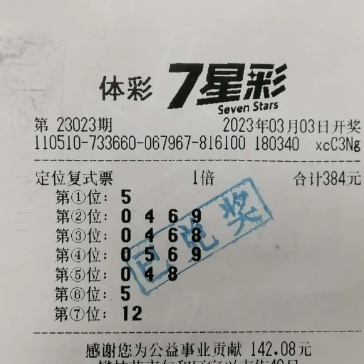 体彩 7星彩
Seven Stars
第 23023期 2023年03月03日开奖
110510-733660-067967-816100 180340 xcC3Ng
定位复式票 1倍 合计384元
第①位: 5
第②位: 0 4 6 9
第③位: 0 4 6 8
第④位: 0 5 6 9
第⑤位: 0 4 8
第⑥位: 5
第⑦位: 12
已兑奖
感谢您为公益事业贡献 142.08元